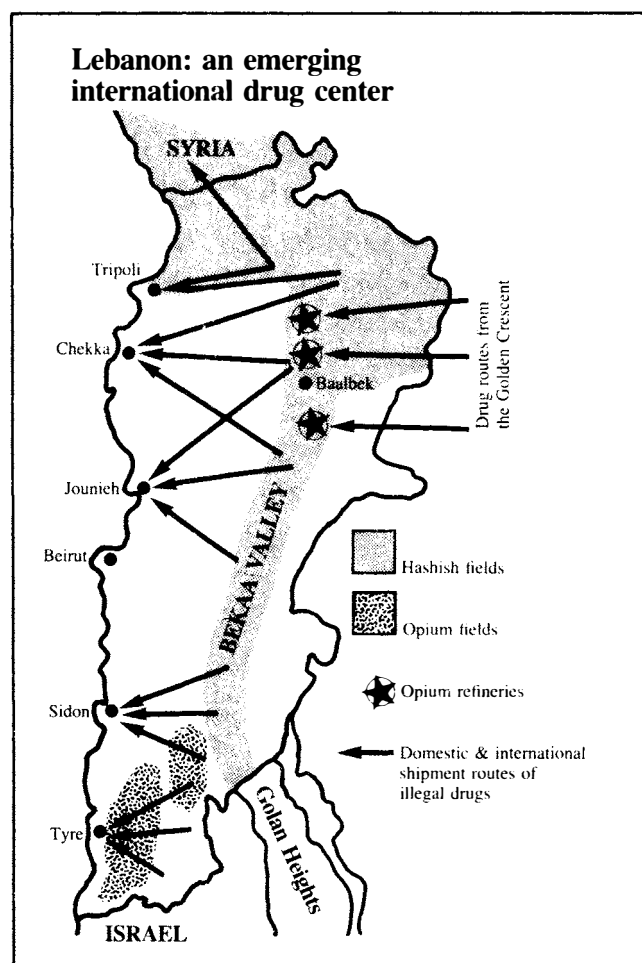 Lebanon: an emerging
international drug center
SYRIA
Tripoli
Chekka
Baalbek
Drug routes from
the Golden Crescent
Jounieh
Beirut
BEKAA VALLEY
Hashish fields
Opium fields
Sidon
Opium refineries
Domestic & international
shipment routes of
illegal drugs
Golan Heights
Tyre
ISRAEL